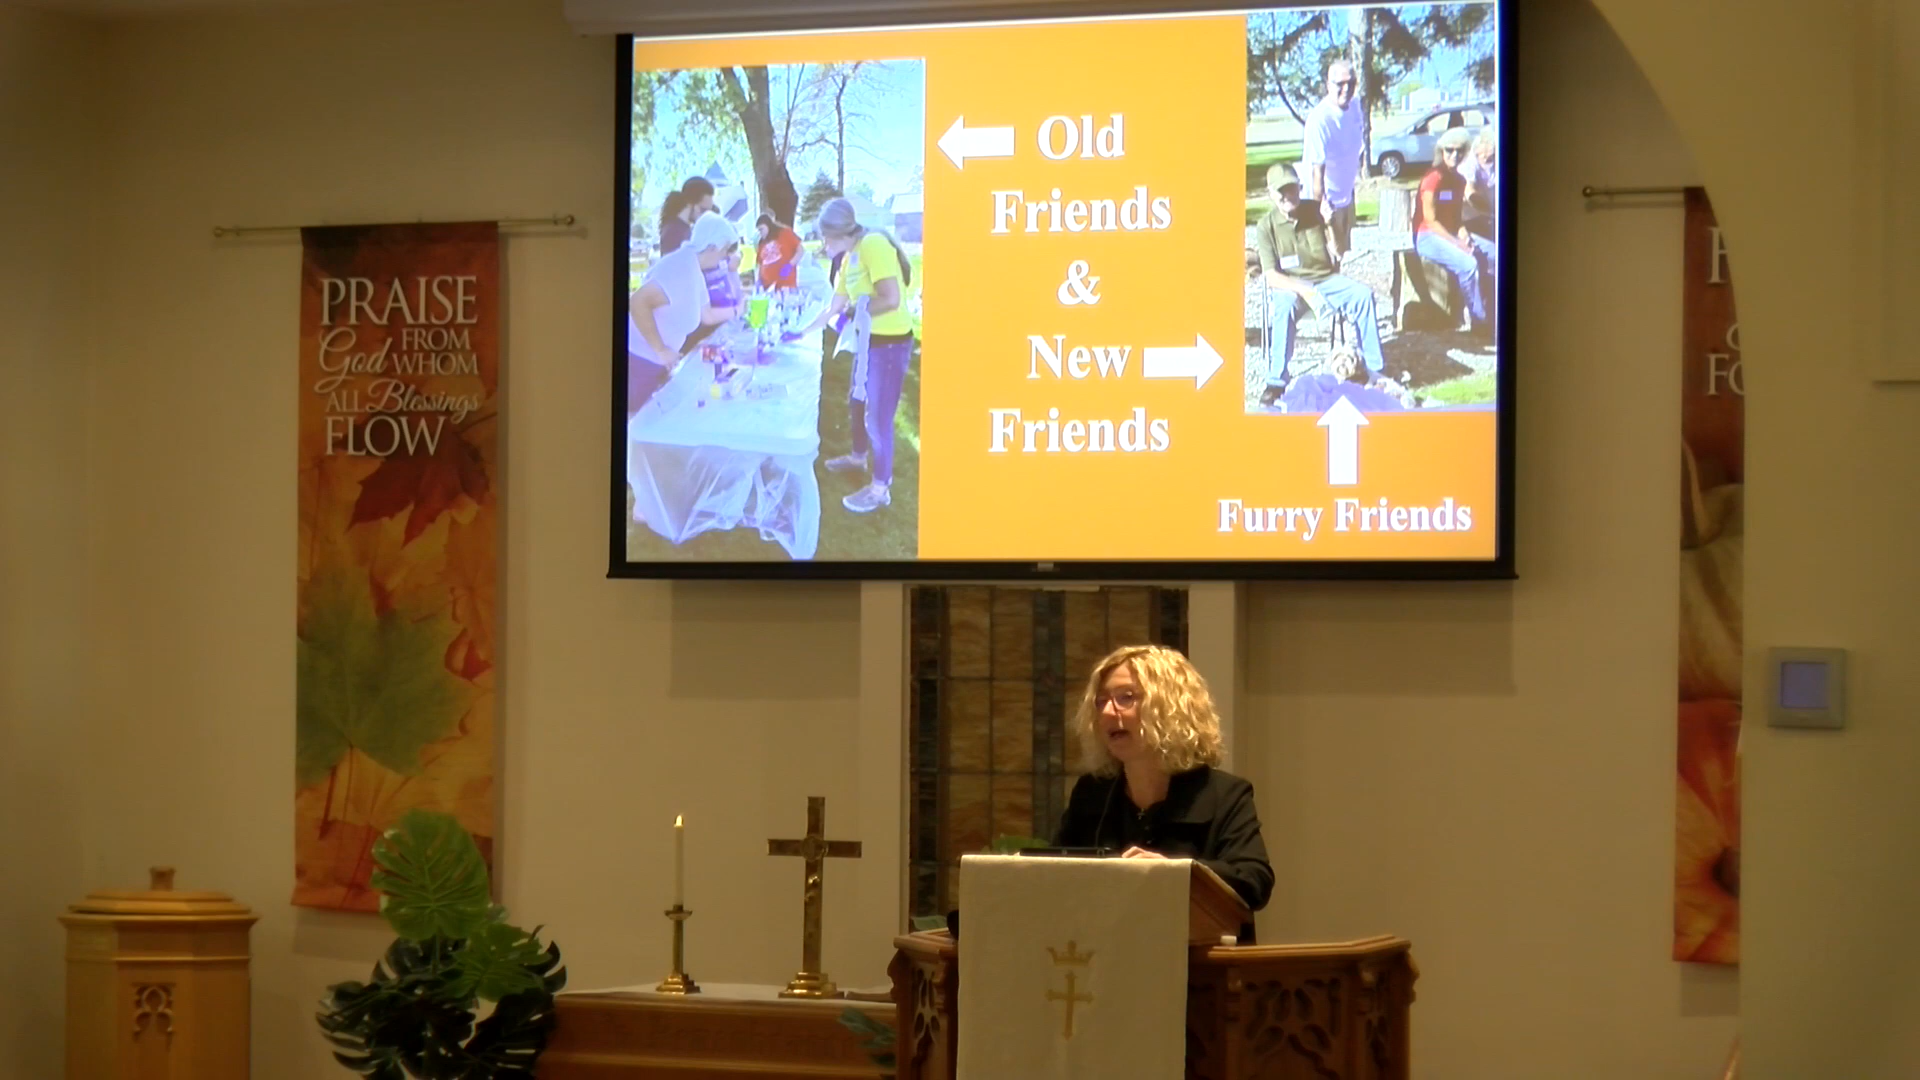 Old
Friends
&
New
Friends
Furry Friends
PRAISE
FROM
God WHOM
ALL Blessings
FLOW